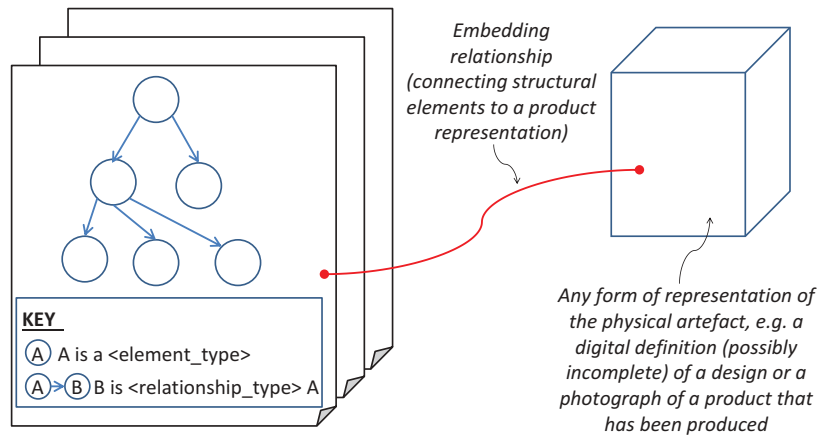 Embedding
relationship
(connecting structural
elements to a product
representation)
KEY
A A is a <element_type>
A B B is <relationship_type> A
Any form of representation of
the physical artefact, e.g. a
digital definition (possibly
incomplete) of a design or a
photograph of a product that
has been produced